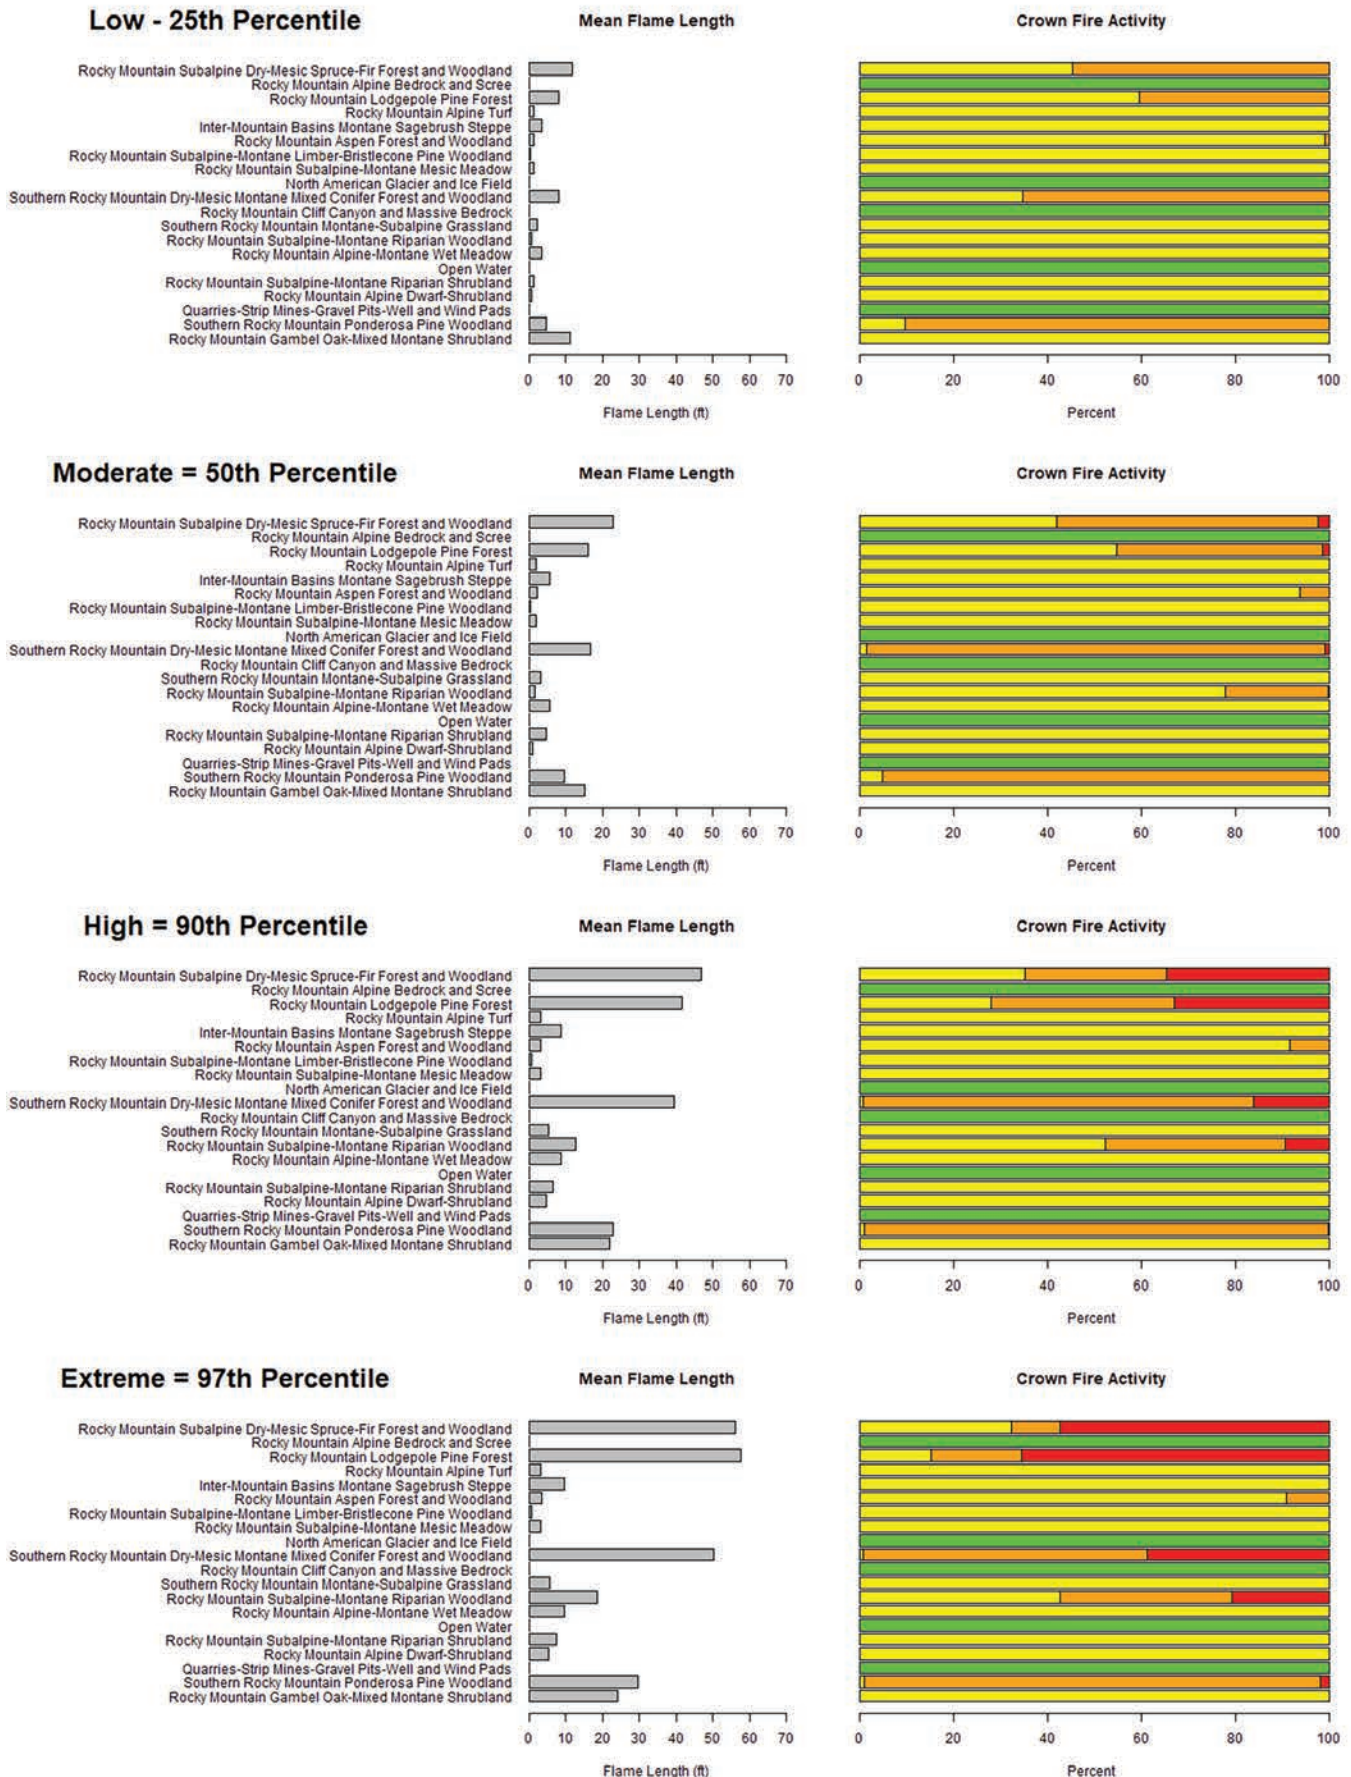 Low - 25th Percentile
Mean Flame Length
Crown Fire Activity
Rocky Mountain Subalpine Dry-Mesic Spruce-Fir Forest and Woodland
Rocky Mountain Alpine Bedrock and Scree
Rocky Mountain Lodgepole Pine Forest
Rocky Mountain Alpine Turf
Inter-Mountain Basins Montane Sagebrush Steppe
Rocky Mountain Aspen Forest and Woodland
Rocky Mountain Subalpine-Montane Limber-Bristlecone Pine Woodland
Rocky Mountain Subalpine-Montane Mesic Meadow
North American Glacier and Ice Field
Southern Rocky Mountain Dry-Mesic Montane Mixed Conifer Forest and Woodland
Rocky Mountain Cliff Canyon and Massive Bedrock
Southern Rocky Mountain Montane-Subalpine Grassland
Rocky Mountain Subalpine-Montane Riparian Woodland
Rocky Mountain Alpine-Montane Wet Meadow
Open Water
Rocky Mountain Subalpine-Montane Riparian Shrubland
Rocky Mountain Alpine Dwarf-Shrubland
Quarries-Strip Mines-Gravel Pits-Well and Wind Pads
Southern Rocky Mountain Ponderosa Pine Woodland
Rocky Mountain Gambel Oak-Mixed Montane Shrubland
0 10 20 30 40 50 60 70
0 20 40 60 80 100
Flame Length (ft)
Percent
Moderate = 50th Percentile
Mean Flame Length
Crown Fire Activity
Rocky Mountain Subalpine Dry-Mesic Spruce-Fir Forest and Woodland
Rocky Mountain Alpine Bedrock and Scree
Rocky Mountain Lodgepole Pine Forest
Rocky Mountain Alpine Turf
Inter-Mountain Basins Montane Sagebrush Steppe
Rocky Mountain Aspen Forest and Woodland
Rocky Mountain Subalpine-Montane Limber-Bristlecone Pine Woodland
Rocky Mountain Subalpine-Montane Mesic Meadow
North American Glacier and Ice Field
Southern Rocky Mountain Dry-Mesic Montane Mixed Conifer Forest and Woodland
Rocky Mountain Cliff Canyon and Massive Bedrock
Southern Rocky Mountain Montane-Subalpine Grassland
Rocky Mountain Subalpine-Montane Riparian Woodland
Rocky Mountain Alpine-Montane Wet Meadow
Open Water
Rocky Mountain Subalpine-Montane Riparian Shrubland
Rocky Mountain Alpine Dwarf-Shrubland
Quarries-Strip Mines-Gravel Pits-Well and Wind Pads
Southern Rocky Mountain Ponderosa Pine Woodland
Rocky Mountain Gambel Oak-Mixed Montane Shrubland
0 10 20 30 40 50 60 70
0 20 40 60 80 100
Flame Length (ft)
Percent
High = 90th Percentile
Mean Flame Length
Crown Fire Activity
Rocky Mountain Subalpine Dry-Mesic Spruce-Fir Forest and Woodland
Rocky Mountain Alpine Bedrock and Scree
Rocky Mountain Lodgepole Pine Forest
Rocky Mountain Alpine Turf
Inter-Mountain Basins Montane Sagebrush Steppe
Rocky Mountain Aspen Forest and Woodland
Rocky Mountain Subalpine-Montane Limber-Bristlecone Pine Woodland
Rocky Mountain Subalpine-Montane Mesic Meadow
North American Glacier and Ice Field
Southern Rocky Mountain Dry-Mesic Montane Mixed Conifer Forest and Woodland
Rocky Mountain Cliff Canyon and Massive Bedrock
Southern Rocky Mountain Montane-Subalpine Grassland
Rocky Mountain Subalpine-Montane Riparian Woodland
Rocky Mountain Alpine-Montane Wet Meadow
Open Water
Rocky Mountain Subalpine-Montane Riparian Shrubland
Rocky Mountain Alpine Dwarf-Shrubland
Quarries-Strip Mines-Gravel Pits-Well and Wind Pads
Southern Rocky Mountain Ponderosa Pine Woodland
Rocky Mountain Gambel Oak-Mixed Montane Shrubland
0 10 20 30 40 50 60 70
0 20 40 60 80 100
Flame Length (ft)
Percent
Extreme = 97th Percentile
Mean Flame Length
Crown Fire Activity
Rocky Mountain Subalpine Dry-Mesic Spruce-Fir Forest and Woodland
Rocky Mountain Alpine Bedrock and Scree
Rocky Mountain Lodgepole Pine Forest
Rocky Mountain Alpine Turf
Inter-Mountain Basins Montane Sagebrush Steppe
Rocky Mountain Aspen Forest and Woodland
Rocky Mountain Subalpine-Montane Limber-Bristlecone Pine Woodland
Rocky Mountain Subalpine-Montane Mesic Meadow
North American Glacier and Ice Field
Southern Rocky Mountain Dry-Mesic Montane Mixed Conifer Forest and Woodland
Rocky Mountain Cliff Canyon and Massive Bedrock
Southern Rocky Mountain Montane-Subalpine Grassland
Rocky Mountain Subalpine-Montane Riparian Woodland
Rocky Mountain Alpine-Montane Wet Meadow
Open Water
Rocky Mountain Subalpine-Montane Riparian Shrubland
Rocky Mountain Alpine Dwarf-Shrubland
Quarries-Strip Mines-Gravel Pits-Well and Wind Pads
Southern Rocky Mountain Ponderosa Pine Woodland
Rocky Mountain Gambel Oak-Mixed Montane Shrubland
0 10 20 30 40 50 60 70
0 20 40 60 80 100
Flame Length (ft)
Percent